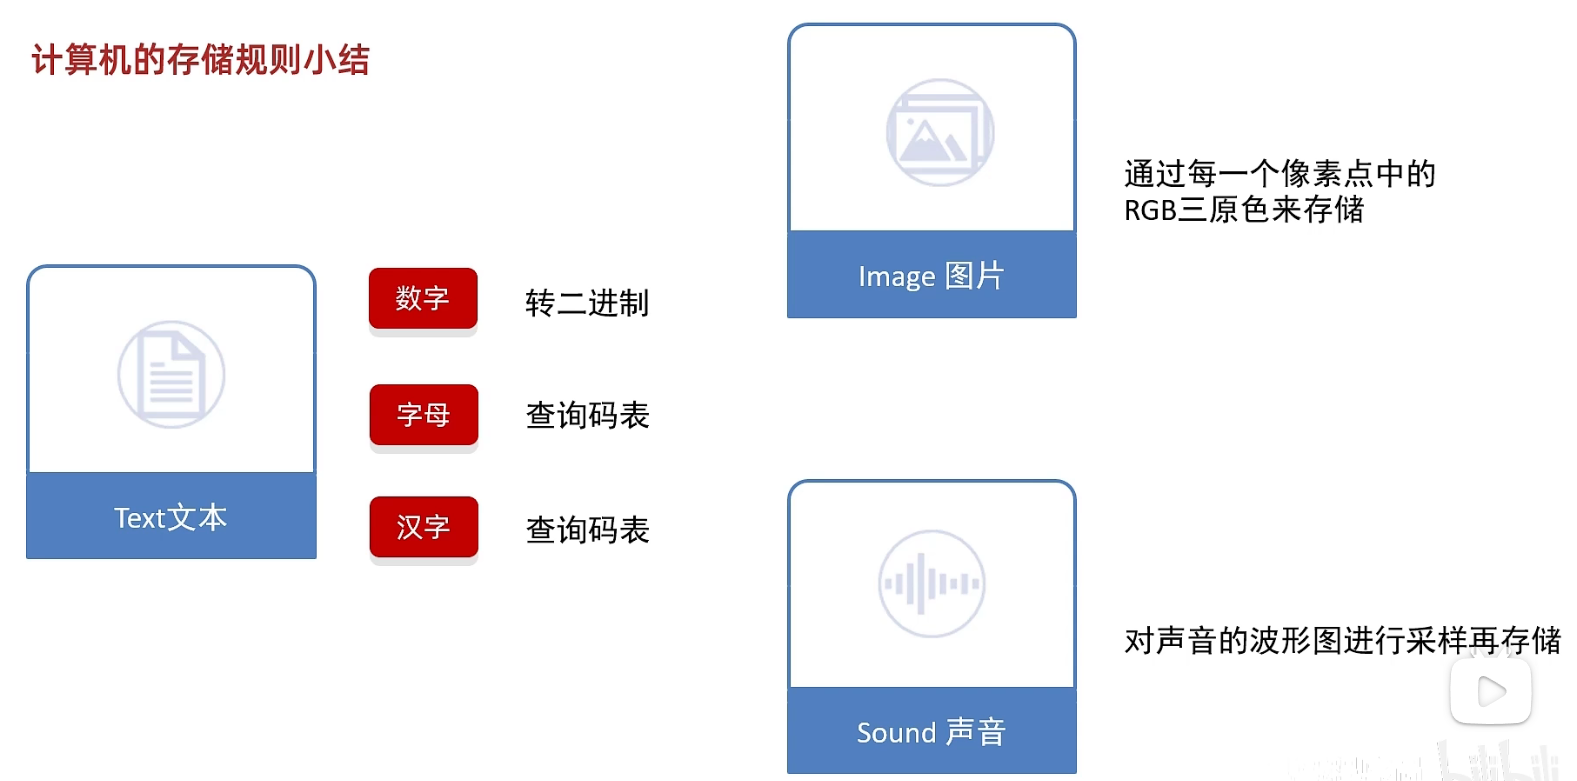 计算机的存储规则小结
Text文本
数字
转二进制
字母
查询码表
汉字
查询码表
Image 图片
通过每一个像素点中的
RGB三原色来存储
Sound 声音
对声音的波形图进行采样再存储